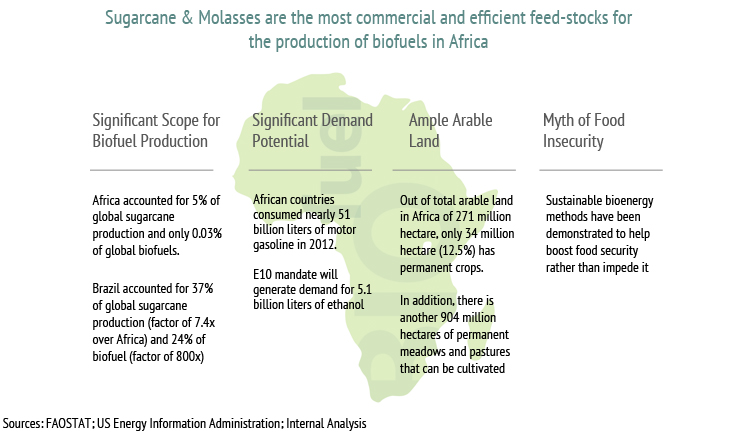 Sugarcane & Molasses are the most commercial and efficient feed-stocks for
the production of biofuels in Africa
Significant Scope for
Biofuel Production
Africa accounted for 5% of
global sugarcane
production and only 0.03%
of global biofuels.
Brazil accounted for 37%
of global sugarcane
production (factor of 7.4x
over Africa) and 24% of
biofuel (factor of 800x)
Significant Demand
Potential
African countries
consumed nearly 51
billion liters of motor
gasoline in 2012.
E10 mandate will
generate demand for 5.1
billion liters of ethanol
Ample Arable
Land
Out of total arable land
in Africa of 271 million
hectare, only 34 million
hectare (12.5%) has
permanent crops.
In addition, there is
another 904 million
hectares of permanent
meadows and pastures
that can be cultivated
Myth of Food
Insecurity
Sustainable bioenergy
methods have been
demonstrated to help
boost food security
rather than impede it
BIO
fuel
Sources: FAOSTAT; US Energy Information Administration; Internal Analysis